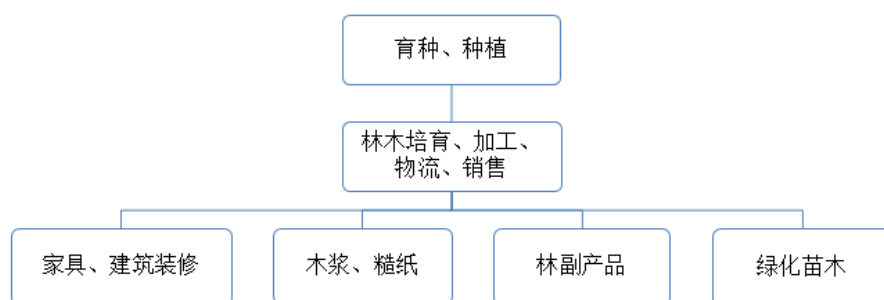 育种、种植
林木培育、加工、
物流、销售
家具、建筑装修
木浆、糙纸
林副产品
绿化苗木